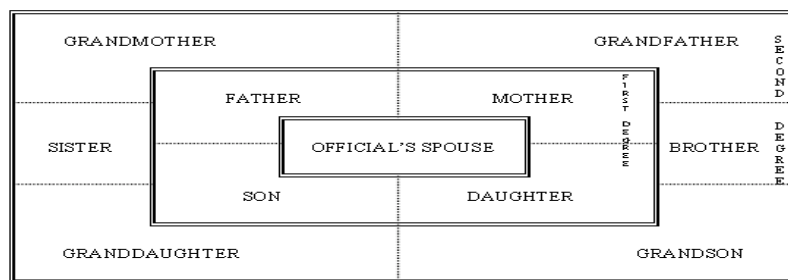 GRANDMOTHER GRANDFATHER
SECOND DEGREE
FATHER MOTHER
FIRST DEGREE
SISTER OFFICIAL'S SPOUSE BROTHER
SON DAUGHTER
GRANDDAUGHTER GRANDSON